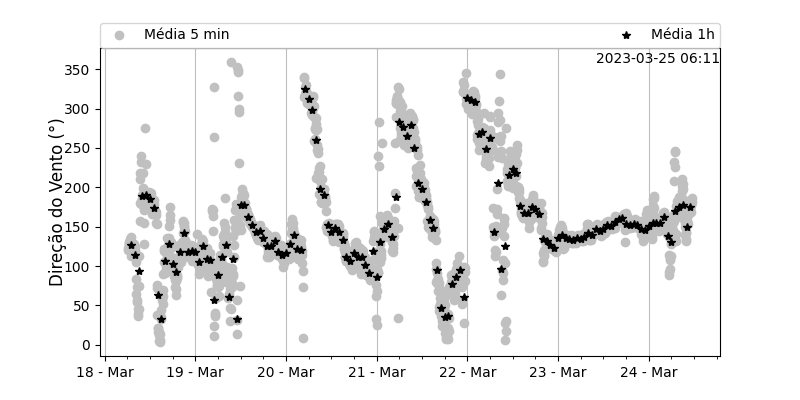 Média 5 min
Média 1h
2023-03-25 06:11
Direção do Vento (°)
350
300
250
200
150
100
50
0
18 - Mar
19 - Mar
20 - Mar
21 - Mar
22 - Mar
23 - Mar
24 - Mar